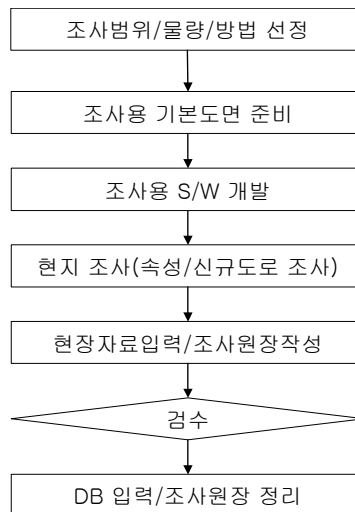 조사범위/물량/방법 선정
조사용 기본도면 준비
조사용 S/W 개발
현지 조사(속성/신규도로 조사)
현장자료입력/조사원장작성
검수
DB 입력/조사원장 정리